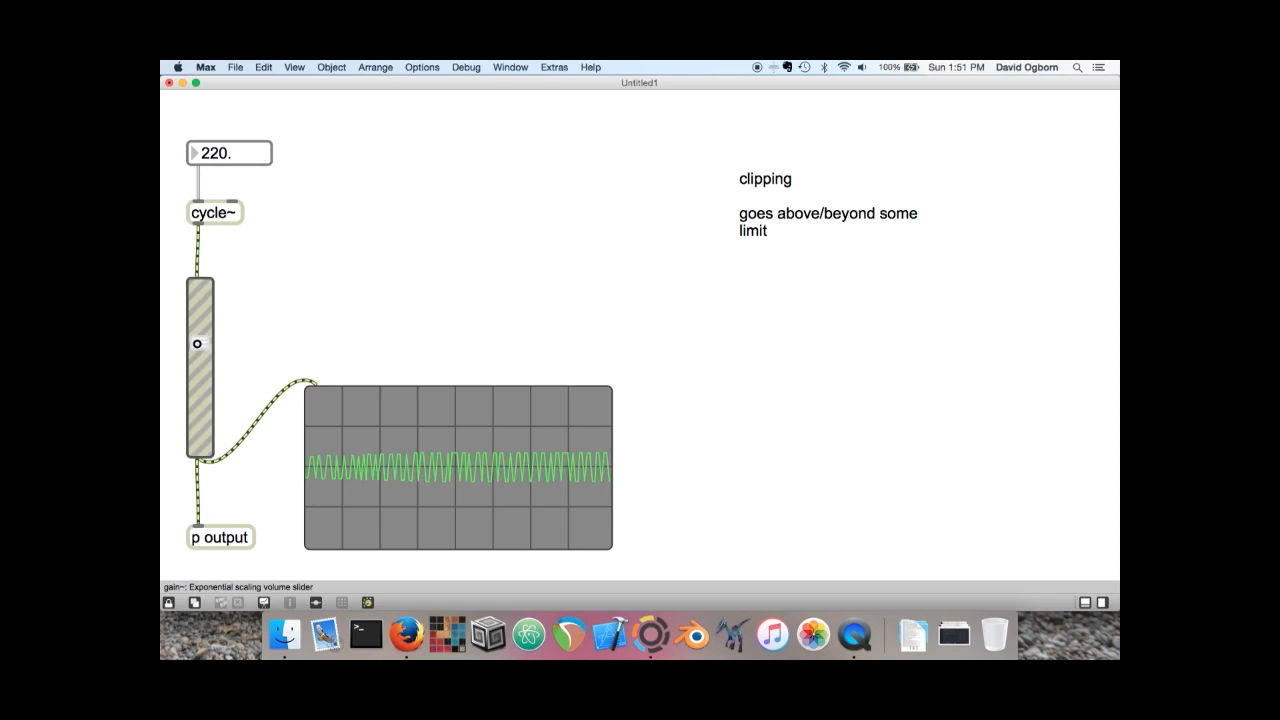 Max File Edit View Object Arrange Options Debug Window Extras Help 100% Sun 1:51 PM David Ogborn
Untitled1
220.
cycle~
clipping
goes above/beyond some
limit
p output
gain~: Exponential scaling volume slider